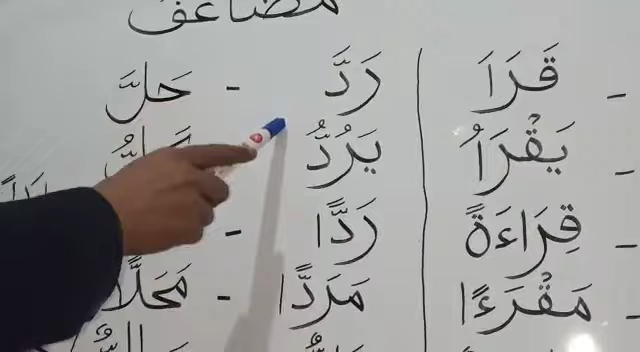 مضاعف
- قَرَاَ رَدَّ - حَلَّ
- يَقْرَاُ يَرُدُّ
- قِرَاءَةً رَدًّا -
- مَقْرَءًا مَرَدًّا - مَحَلًّا